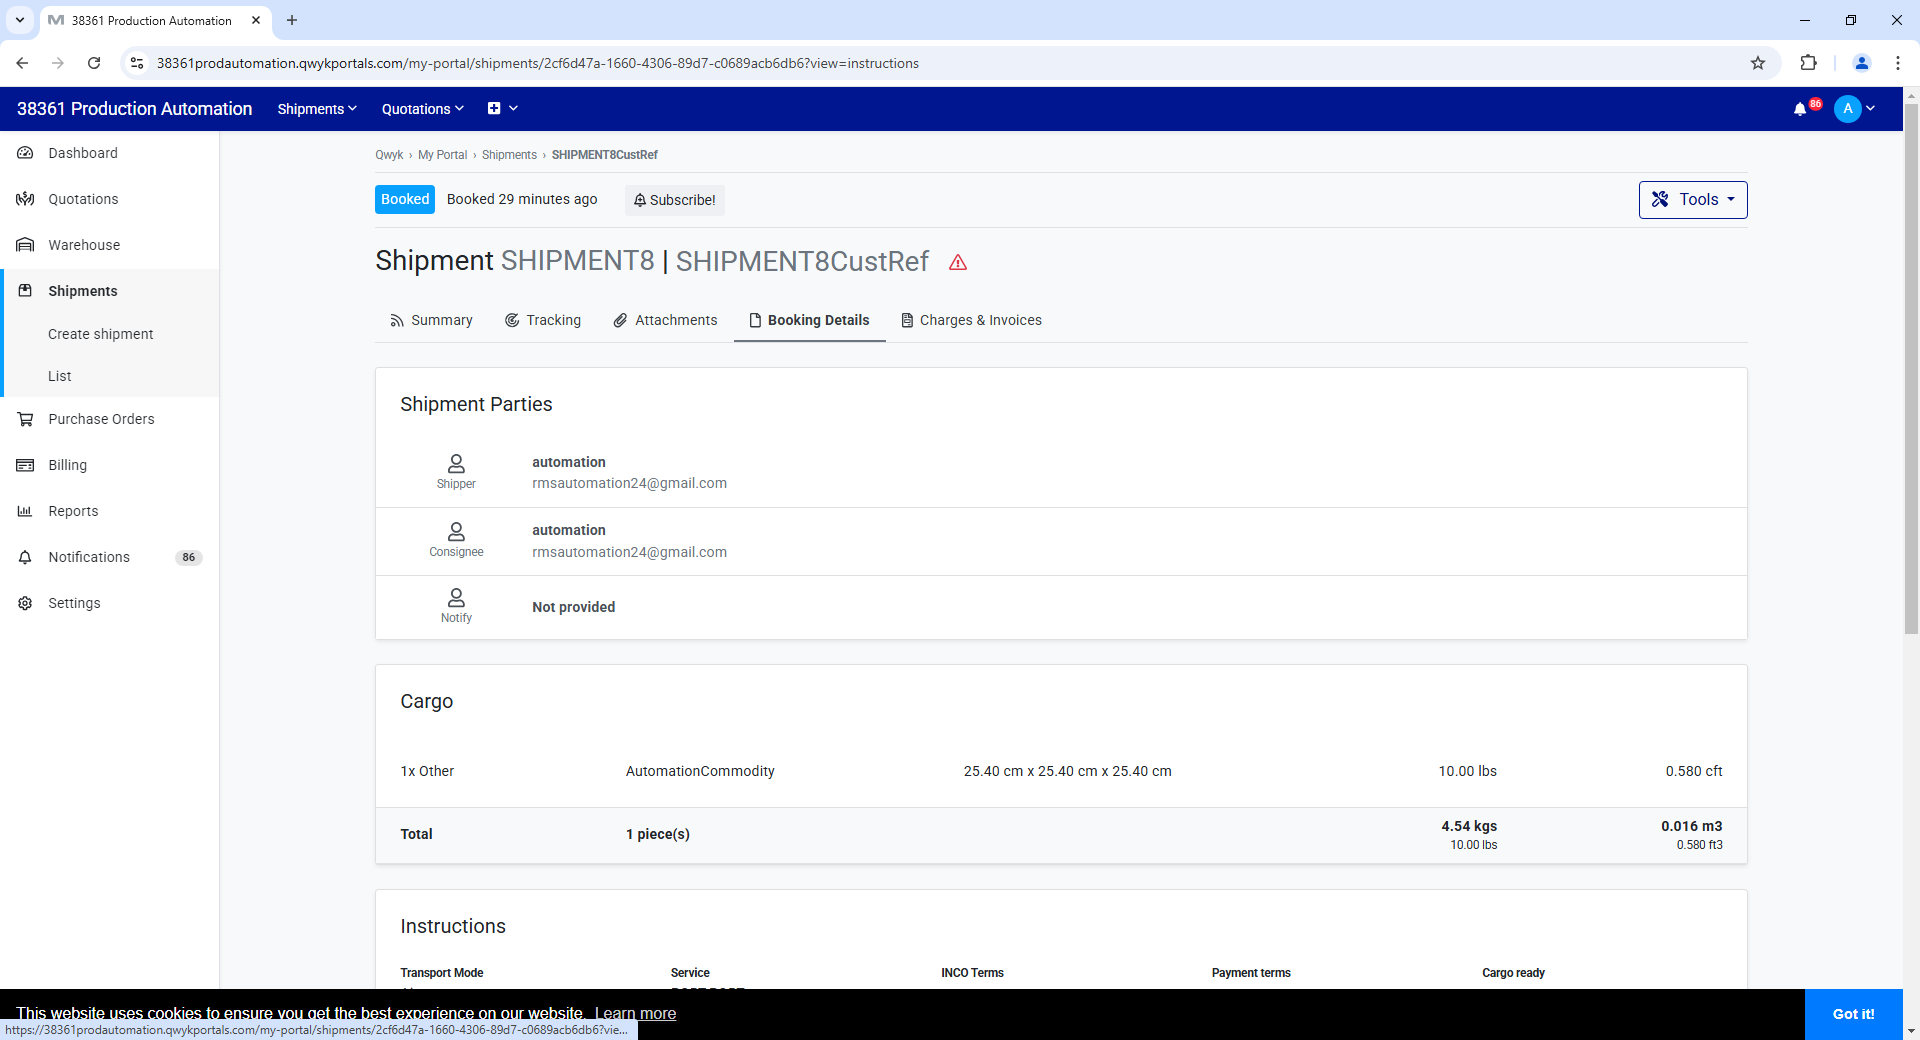 38361 Production Automation
38361prodautomation.qwykportals.com/my-portal/shipments/2cf6d47a-1660-4306-89d7-c0689acb6db6?view=instructions
38361 Production Automation Shipments Quotations 86 A
Dashboard
Quotations
Warehouse
Shipments
Create shipment
List
Purchase Orders
Billing
Reports
Notifications 86
Settings
Qwyk › My Portal › Shipments › SHIPMENT8CustRef
Booked Booked 29 minutes ago Subscribe! Tools
Shipment SHIPMENT8 | SHIPMENT8CustRef
Summary Tracking Attachments Booking Details Charges & Invoices
Shipment Parties
Shipper automation
rmsautomation24@gmail.com
Consignee automation
rmsautomation24@gmail.com
Notify Not provided
Cargo
1x Other AutomationCommodity 25.40 cm x 25.40 cm x 25.40 cm 10.00 lbs 0.580 cft
Total 1 piece(s) 4.54 kgs 0.016 m3
10.00 lbs 0.580 ft3
Instructions
Transport Mode Service INCO Terms Payment terms Cargo ready
This website uses cookies to ensure you get the best experience on our website. Learn more Got it!
https://38361prodautomation.qwykportals.com/my-portal/shipments/2cf6d47a-1660-4306-89d7-c0689acb6db6?vie...